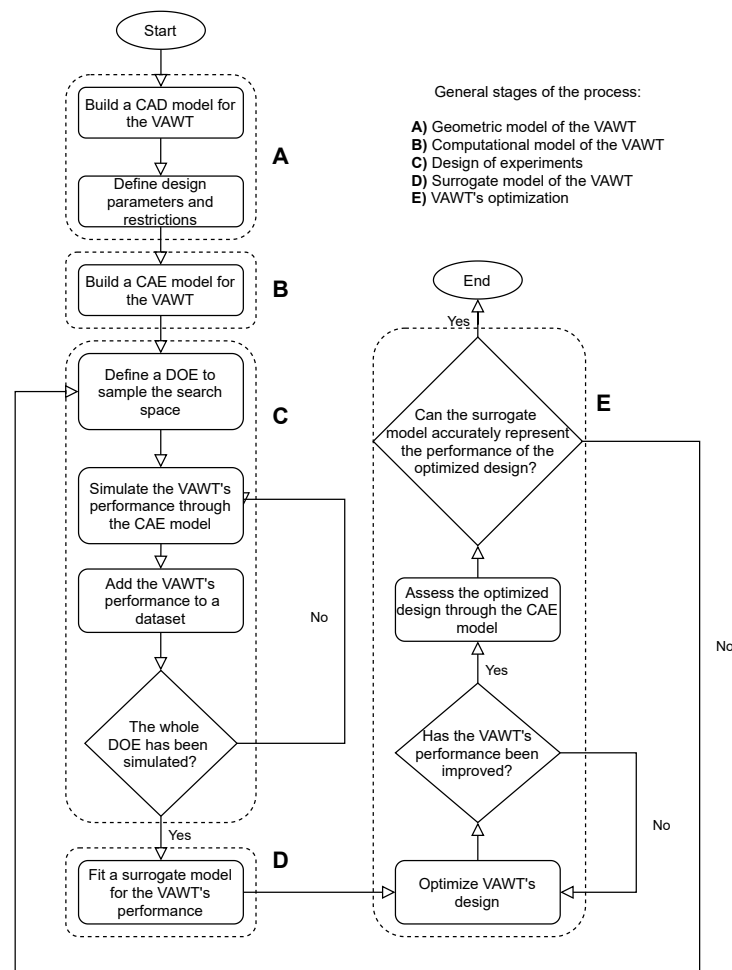 Start
Build a CAD model for
the VAWT
A
Define design
parameters and
restrictions
Build a CAE model for
the VAWT
B
Define a DOE to
sample the search
space
C
Simulate the VAWT's
performance through
the CAE model
Add the VAWT's
performance to a
dataset
No
The whole
DOE has been
simulated?
Yes
D
Fit a surrogate model
for the VAWT's
performance
General stages of the process:
A) Geometric model of the VAWT
B) Computational model of the VAWT
C) Design of experiments
D) Surrogate model of the VAWT
E) VAWT's optimization
End
Yes
E
Can the surrogate
model accurately represent
the performance of the
optimized design?
Assess the optimized
design through the CAE
model
No
Yes
Has the VAWT's
performance been
improved?
No
Optimize VAWT's
design